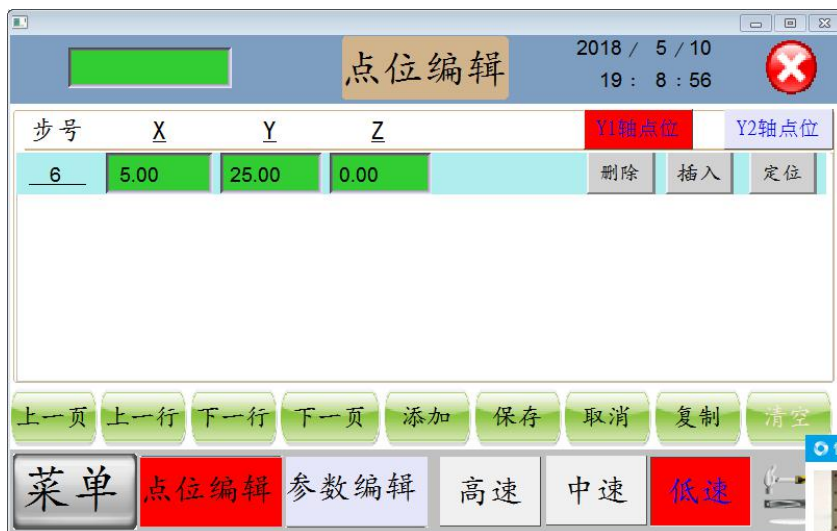 点位编辑
2018 / 5 / 10
19 : 8 : 56
步号 X Y Z Y1轴点位 Y2轴点位
6 5.00 25.00 0.00 删除 插入 定位
上一页 上一行 下一行 下一页 添加 保存 取消 复制 清空
菜单 点位编辑 参数编辑 高速 中速 低速